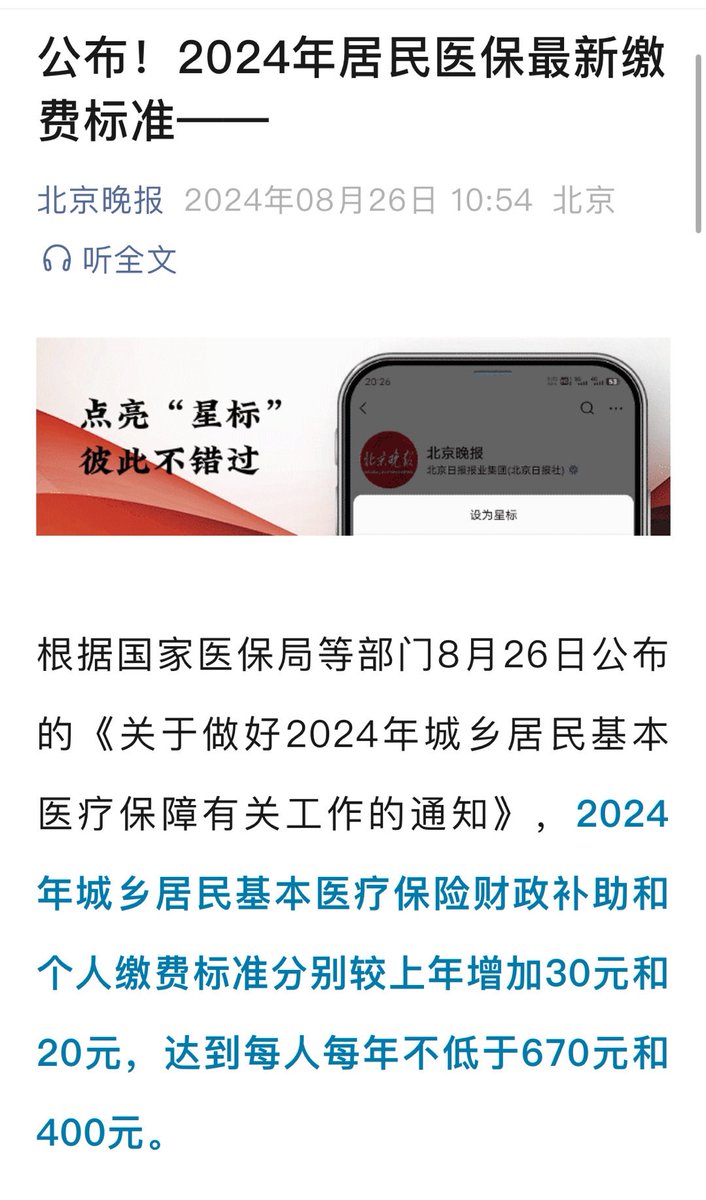 公布！2024年居民医保最新缴
费标准——
北京晚报 2024年08月26日 10:54 北京
听全文
点亮“星标”
彼此不错过
20:26
53
北京晚报
北京晚报
北京日报报业集团(北京日报社)
设为星标
根据国家医保局等部门8月26日公布
的《关于做好2024年城乡居民基本
医疗保障有关工作的通知》，2024
年城乡居民基本医疗保险财政补助和
个人缴费标准分别较上年增加30元和
20元，达到每人每年不低于670元和
400元。